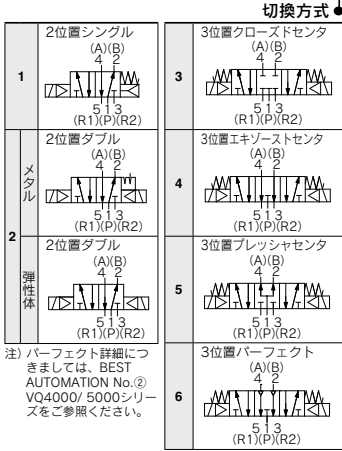 切換方式
1
2位置シングル
(A)(B)
4 2
5 1 3
(R1)(P)(R2)
2
メタル
2位置ダブル
(A)(B)
4 2
5 1 3
(R1)(P)(R2)
弾性体
2位置ダブル
(A)(B)
4 2
5 1 3
(R1)(P)(R2)
注) パーフェクト詳細につ
きましては、BEST
AUTOMATION No.②
VQ4000/ 5000シリー
ズをご参照ください。
3
3位置クローズドセンタ
(A)(B)
4 2
5 1 3
(R1)(P)(R2)
4
3位置エキゾーストセンタ
(A)(B)
4 2
5 1 3
(R1)(P)(R2)
5
3位置プレッシャセンタ
(A)(B)
4 2
5 1 3
(R1)(P)(R2)
6
3位置パーフェクト
(A)(B)
4 2
5 1 3
(R1)(P)(R2)